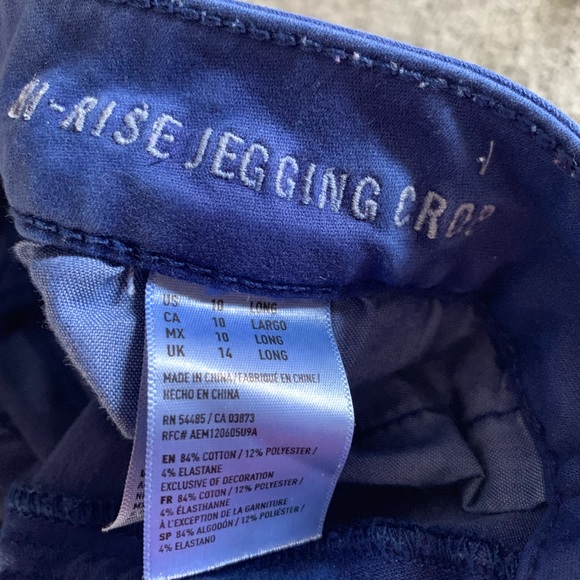 -RISE JEGGING CROP
US 10 LONG
CA 10 LARGO
MX 10 LONG
UK 14 LONG
MADE IN CHINA/FABRIQUÉ EN CHINE/
HECHO EN CHINA
RN 54485 / CA 03873
RFC# AEM120605U9A
EN 84% COTTON / 12% POLYESTER /
4% ELASTANE
EXCLUSIVE OF DECORATION
FR 84% COTON / 12% POLYESTER /
4% ÉLASTHANNE
À L'EXCEPTION DE LA GARNITURE
SP 84% ALGODÓN / 12% POLIÉSTER /
4% ELASTANO